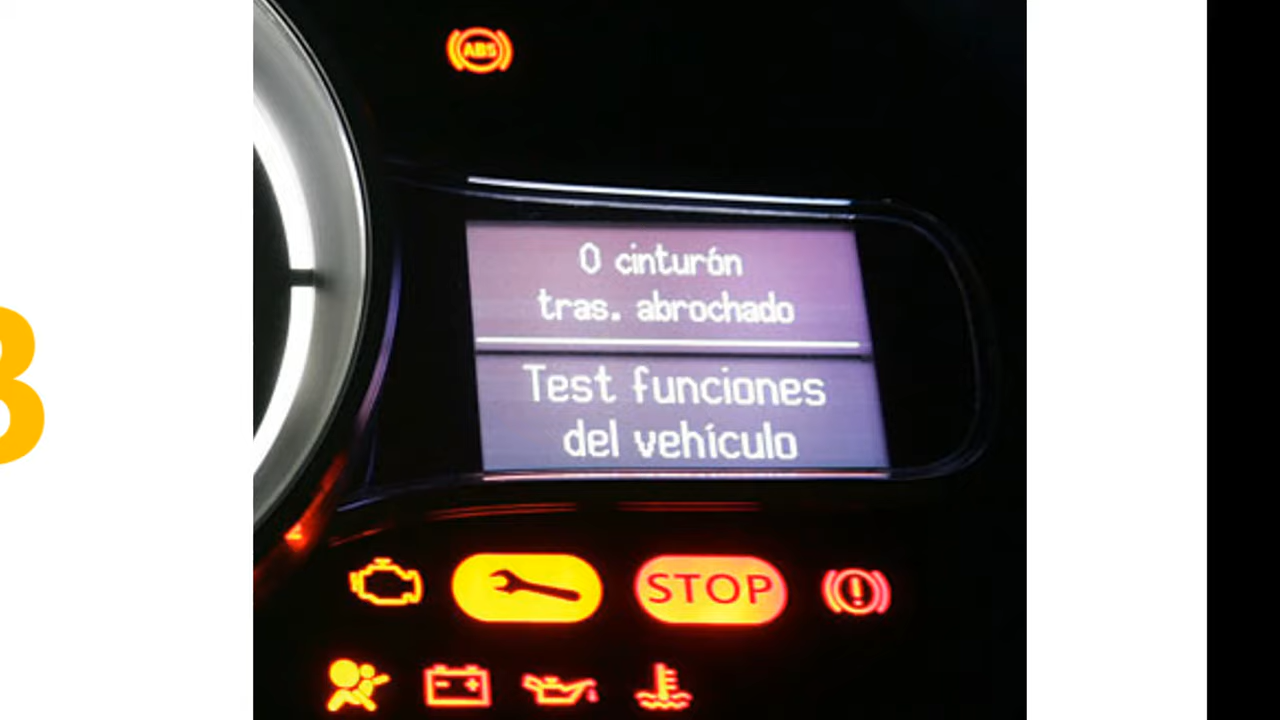 ABS
0 cinturón
tras. abrochado
Test funciones
del vehículo
STOP